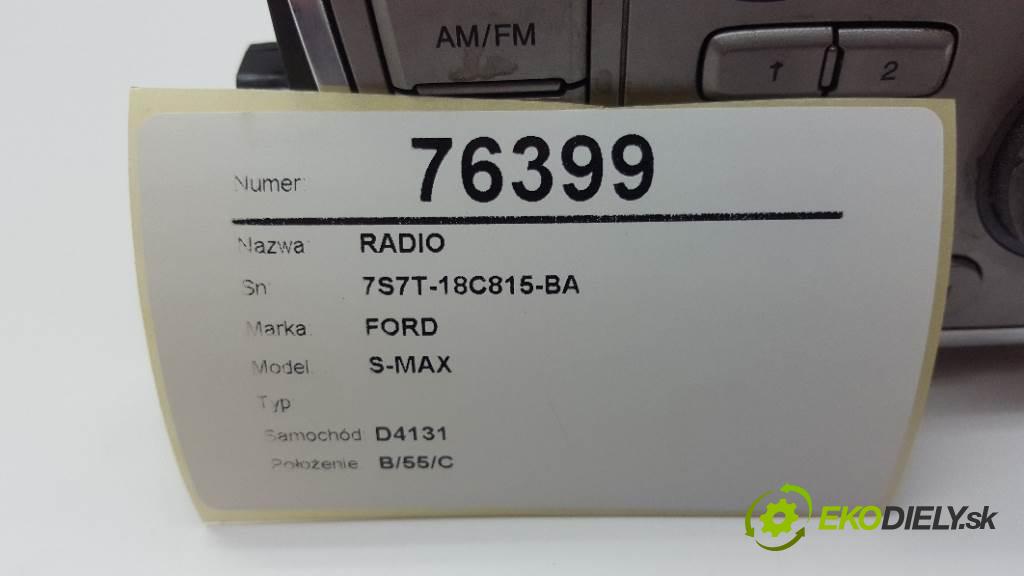 AM/FM
1 2
Numer: 76399
Nazwa: RADIO
Sn: 7S7T-18C815-BA
Marka: FORD
Model: S-MAX
Typ
Samochód: D4131
Położenie: B/55/C
EKODIELY.sk